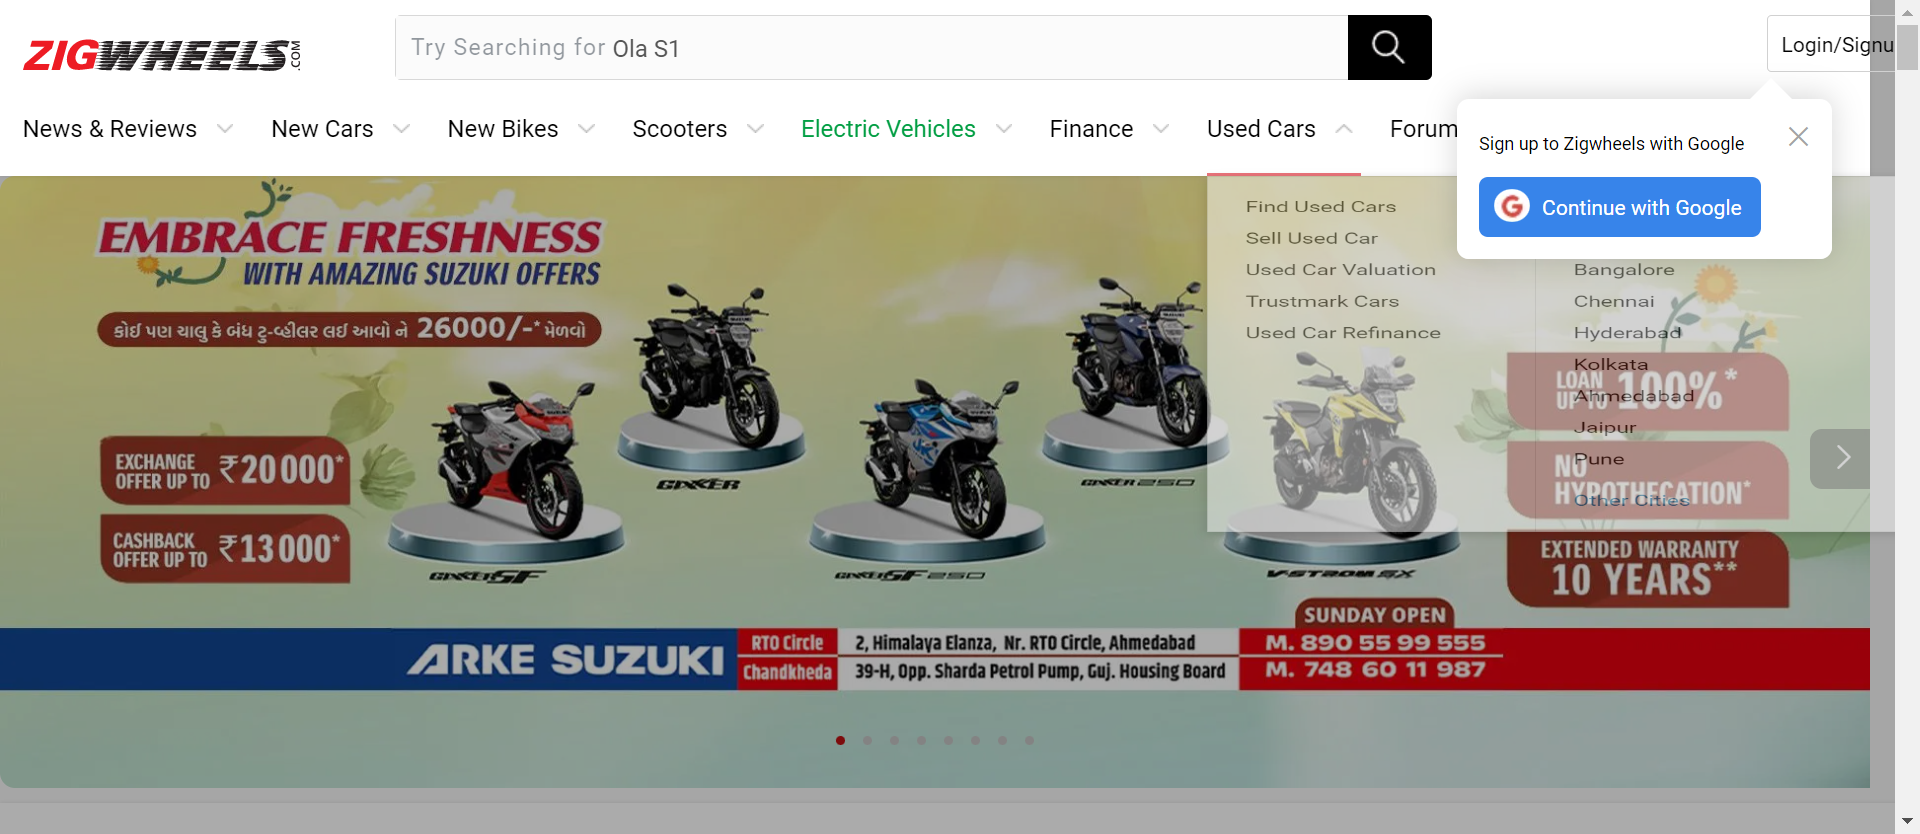 ZIGWHEELS.COM
Try Searching for Ola S1
Login/Signu
News & Reviews
New Cars
New Bikes
Scooters
Electric Vehicles
Finance
Used Cars
Forum
Sign up to Zigwheels with Google
Continue with Google
Find Used Cars
Sell Used Car
Used Car Valuation
Trustmark Cars
Used Car Refinance
Bangalore
Chennai
Hyderabad
Kolkata
Ahmedabad
Jaipur
Pune
Other Cities
EMBRACE FRESHNESS
WITH AMAZING SUZUKI OFFERS
કોઈ પણ ચાલુ કે બંધ ટુ-વ્હીલર લઈ આવો ને 26000/-* મેળવો
EXCHANGE
OFFER UP TO ₹20000*
CASHBACK
OFFER UP TO ₹13000*
GIXXER
GIXXER 250
GIXXER SF
GIXXER SF 250
V-STROM SX
LOAN
UP TO 100%*
NO
HYPOTHECATION*
EXTENDED WARRANTY
10 YEARS**
SUNDAY OPEN
ARKE SUZUKI
RTO Circle
2, Himalaya Elanza, Nr. RTO Circle, Ahmedabad
M. 890 55 99 555
Chandkheda
39-H, Opp. Sharda Petrol Pump, Guj. Housing Board
M. 748 60 11 987